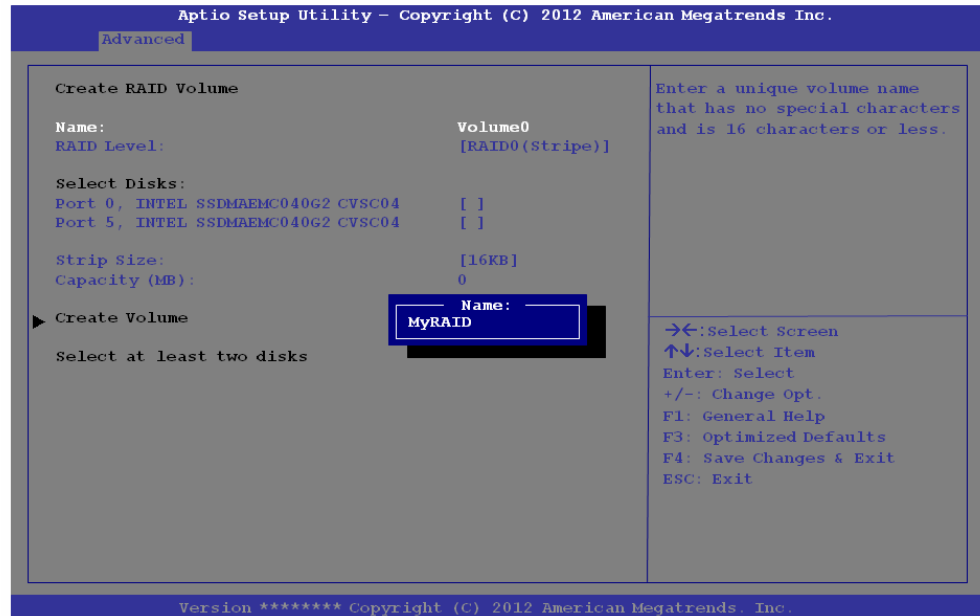 Aptio Setup Utility – Copyright (C) 2012 American Megatrends Inc.
Advanced
Create RAID Volume
Name: Volume0
RAID Level: [RAID0(Stripe)]
Select Disks:
Port 0, INTEL SSDMAEMC040G2 CVSC04 [ ]
Port 5, INTEL SSDMAEMC040G2 CVSC04 [ ]
Strip Size: [16KB]
Capacity (MB): 0
▶ Create Volume
Select at least two disks
Name:
MyRAID
Enter a unique volume name
that has no special characters
and is 16 characters or less.
→←:Select Screen
↑↓:Select Item
Enter: Select
+/-: Change Opt.
F1: General Help
F3: Optimized Defaults
F4: Save Changes & Exit
ESC: Exit
Version ******** Copyright (C) 2012 American Megatrends. Inc.